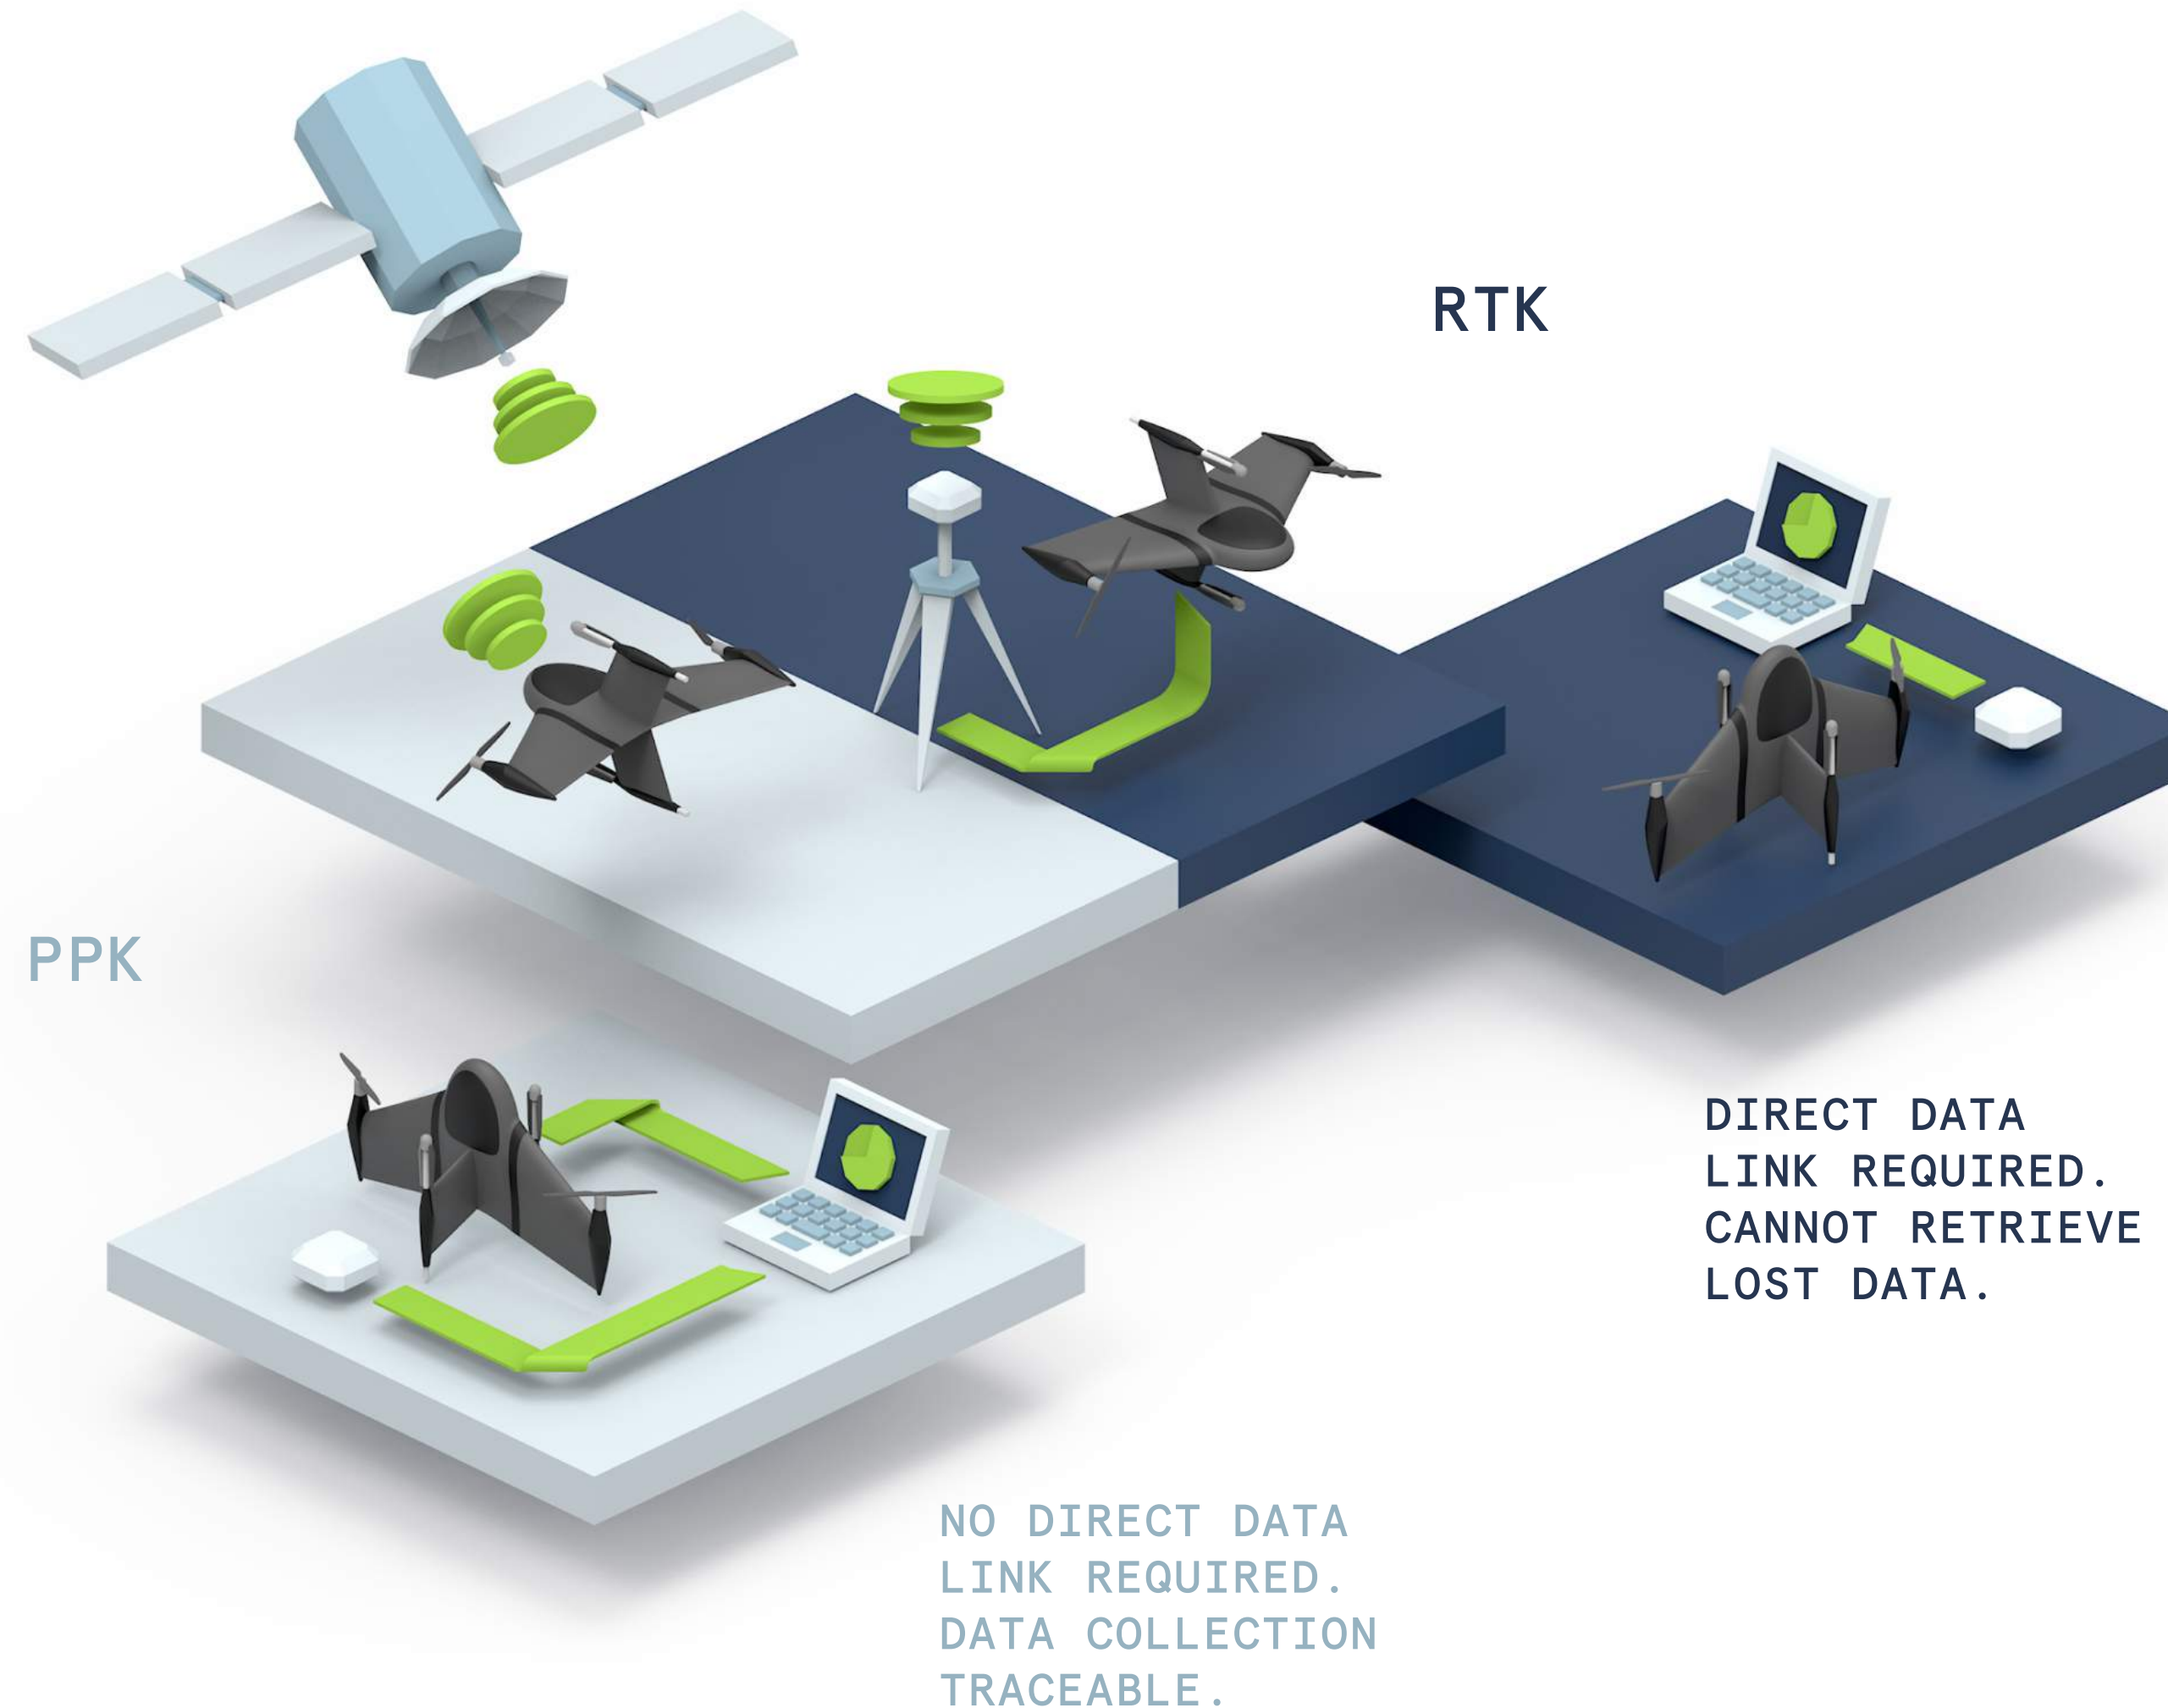 RTK
PPK
DIRECT DATA
LINK REQUIRED.
CANNOT RETRIEVE
LOST DATA.
NO DIRECT DATA
LINK REQUIRED.
DATA COLLECTION
TRACEABLE.